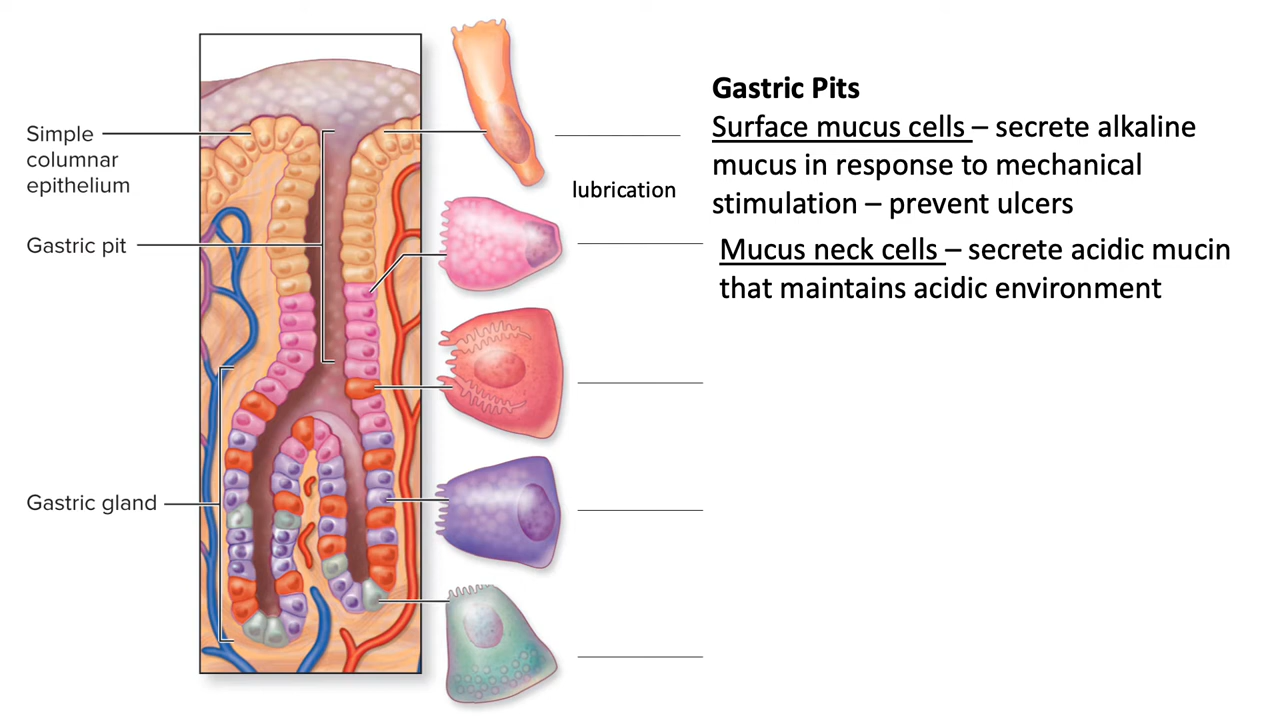 Simple
columnar
epithelium
Gastric pit
Gastric gland
lubrication
Gastric Pits
Surface mucus cells – secrete alkaline
mucus in response to mechanical
stimulation – prevent ulcers
Mucus neck cells – secrete acidic mucin
that maintains acidic environment